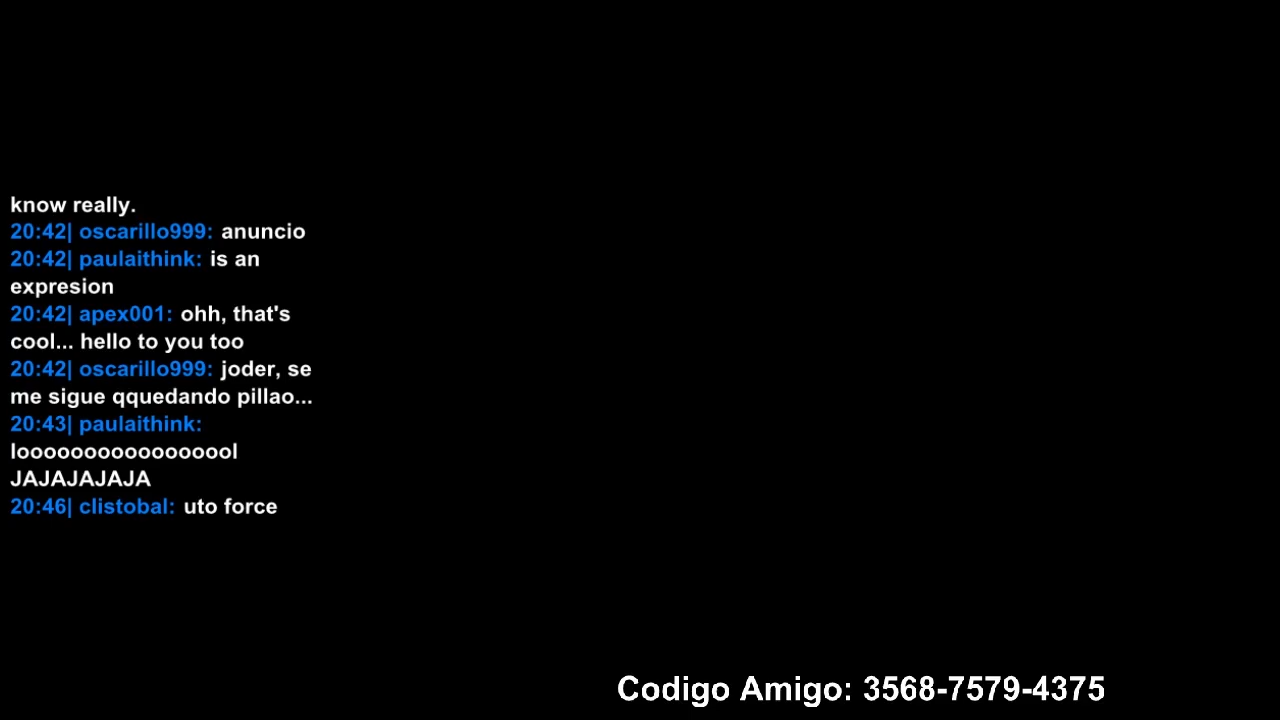 know really.
20:42| oscarillo999: anuncio
20:42| paulaithink: is an
expresion
20:42| apex001: ohh, that's
cool... hello to you too
20:42| oscarillo999: joder, se
me sigue qquedando pillao...
20:43| paulaithink:
looooooooooooooool
JAJAJAJAJA
20:46| clistobal: uto force
Codigo Amigo: 3568-7579-4375